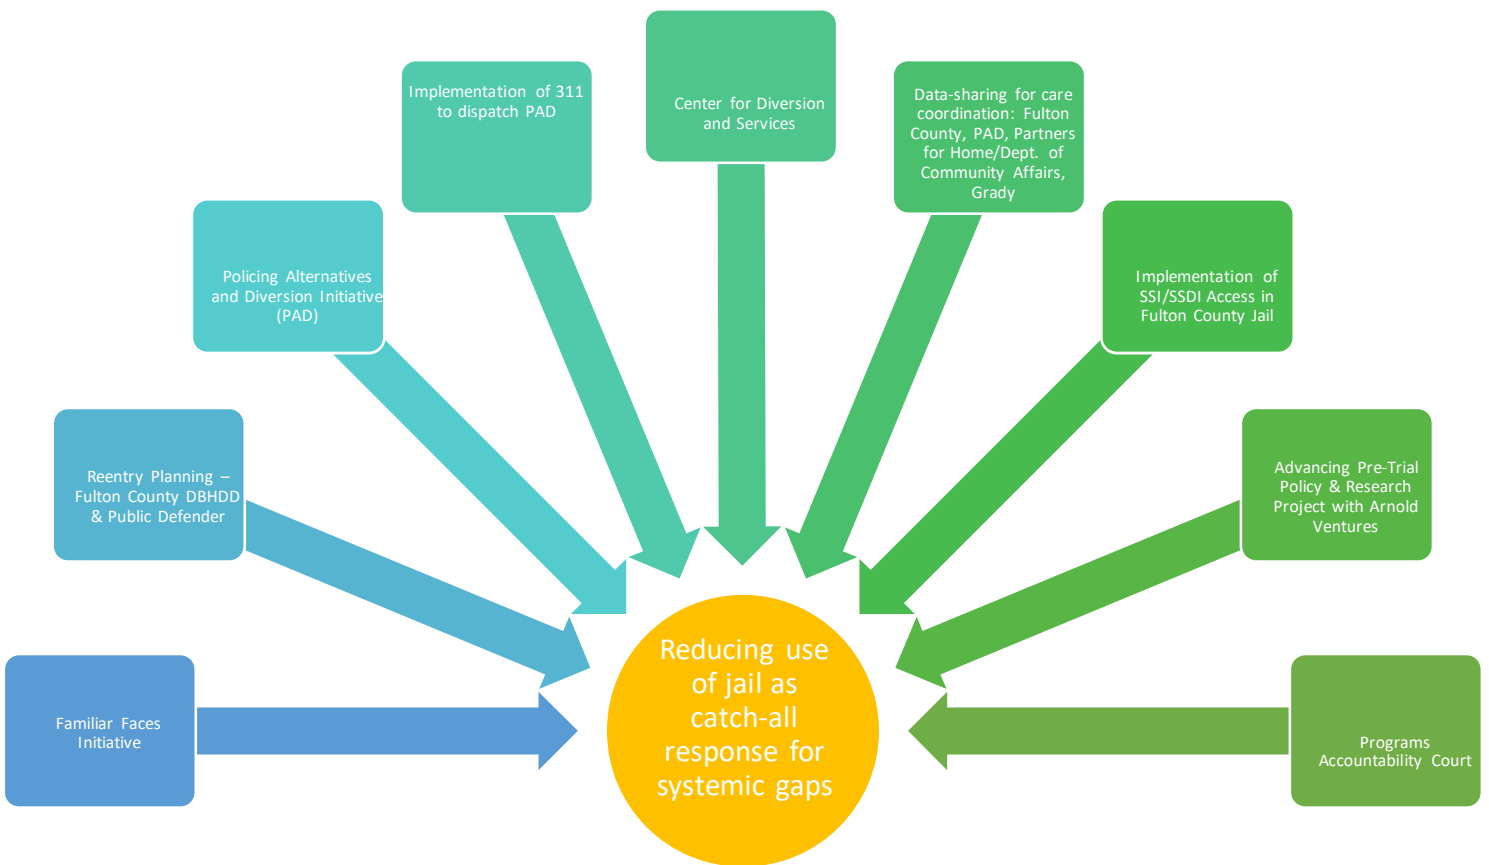 Implementation of 311
to dispatch PAD
Center for Diversion
and Services
Data-sharing for care
coordination: Fulton
County, PAD, Partners
for Home/Dept. of
Community Affairs,
Grady
Policing Alternatives
and Diversion Initiative
(PAD)
Implementation of
SSI/SSDI Access in
Fulton County Jail
Reentry Planning –
Fulton County DBHDD
& Public Defender
Advancing Pre-Trial
Policy & Research
Project with Arnold
Ventures
Familiar Faces
Initiative
Reducing use
of jail as
catch-all
response for
systemic gaps
Programs
Accountability Court